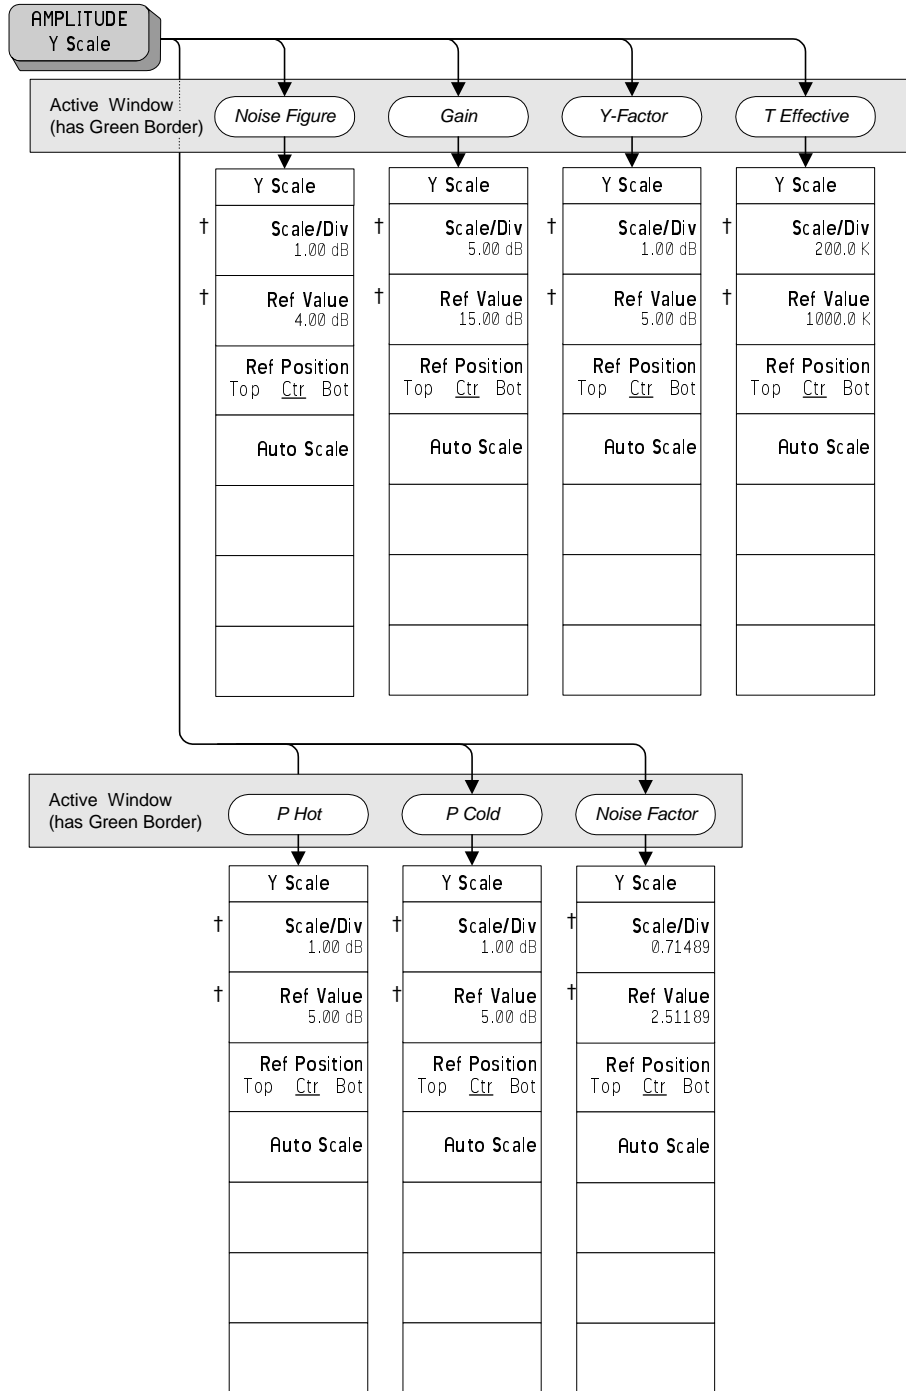 AMPLITUDE
Y Scale
Active Window
(has Green Border)
Noise Figure
Gain
Y-Factor
T Effective
Y Scale
† Scale/Div
1.00 dB
† Ref Value
4.00 dB
Ref Position
Top Ctr Bot
Auto Scale
Y Scale
† Scale/Div
5.00 dB
† Ref Value
15.00 dB
Ref Position
Top Ctr Bot
Auto Scale
Y Scale
† Scale/Div
1.00 dB
† Ref Value
5.00 dB
Ref Position
Top Ctr Bot
Auto Scale
Y Scale
† Scale/Div
200.0 K
† Ref Value
1000.0 K
Ref Position
Top Ctr Bot
Auto Scale
Active Window
(has Green Border)
P Hot
P Cold
Noise Factor
Y Scale
† Scale/Div
1.00 dB
† Ref Value
5.00 dB
Ref Position
Top Ctr Bot
Auto Scale
Y Scale
† Scale/Div
1.00 dB
† Ref Value
5.00 dB
Ref Position
Top Ctr Bot
Auto Scale
Y Scale
† Scale/Div
0.71489
† Ref Value
2.51189
Ref Position
Top Ctr Bot
Auto Scale